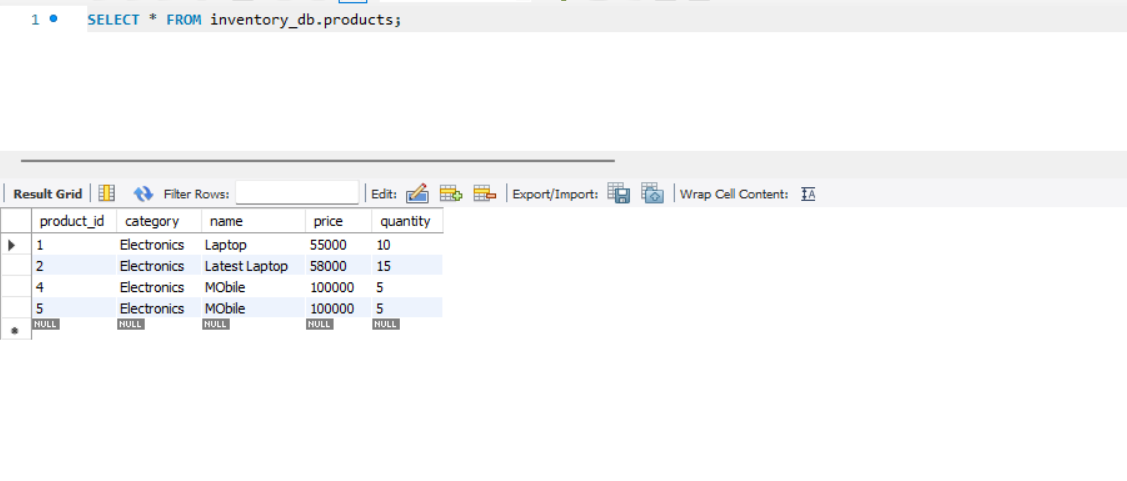 1 SELECT * FROM inventory_db.products;
Result Grid Filter Rows: Edit: Export/Import: Wrap Cell Content: IA
product_id category name price quantity
1 Electronics Laptop 55000 10
2 Electronics Latest Laptop 58000 15
4 Electronics MObile 100000 5
5 Electronics MObile 100000 5
NULL NULL NULL NULL NULL